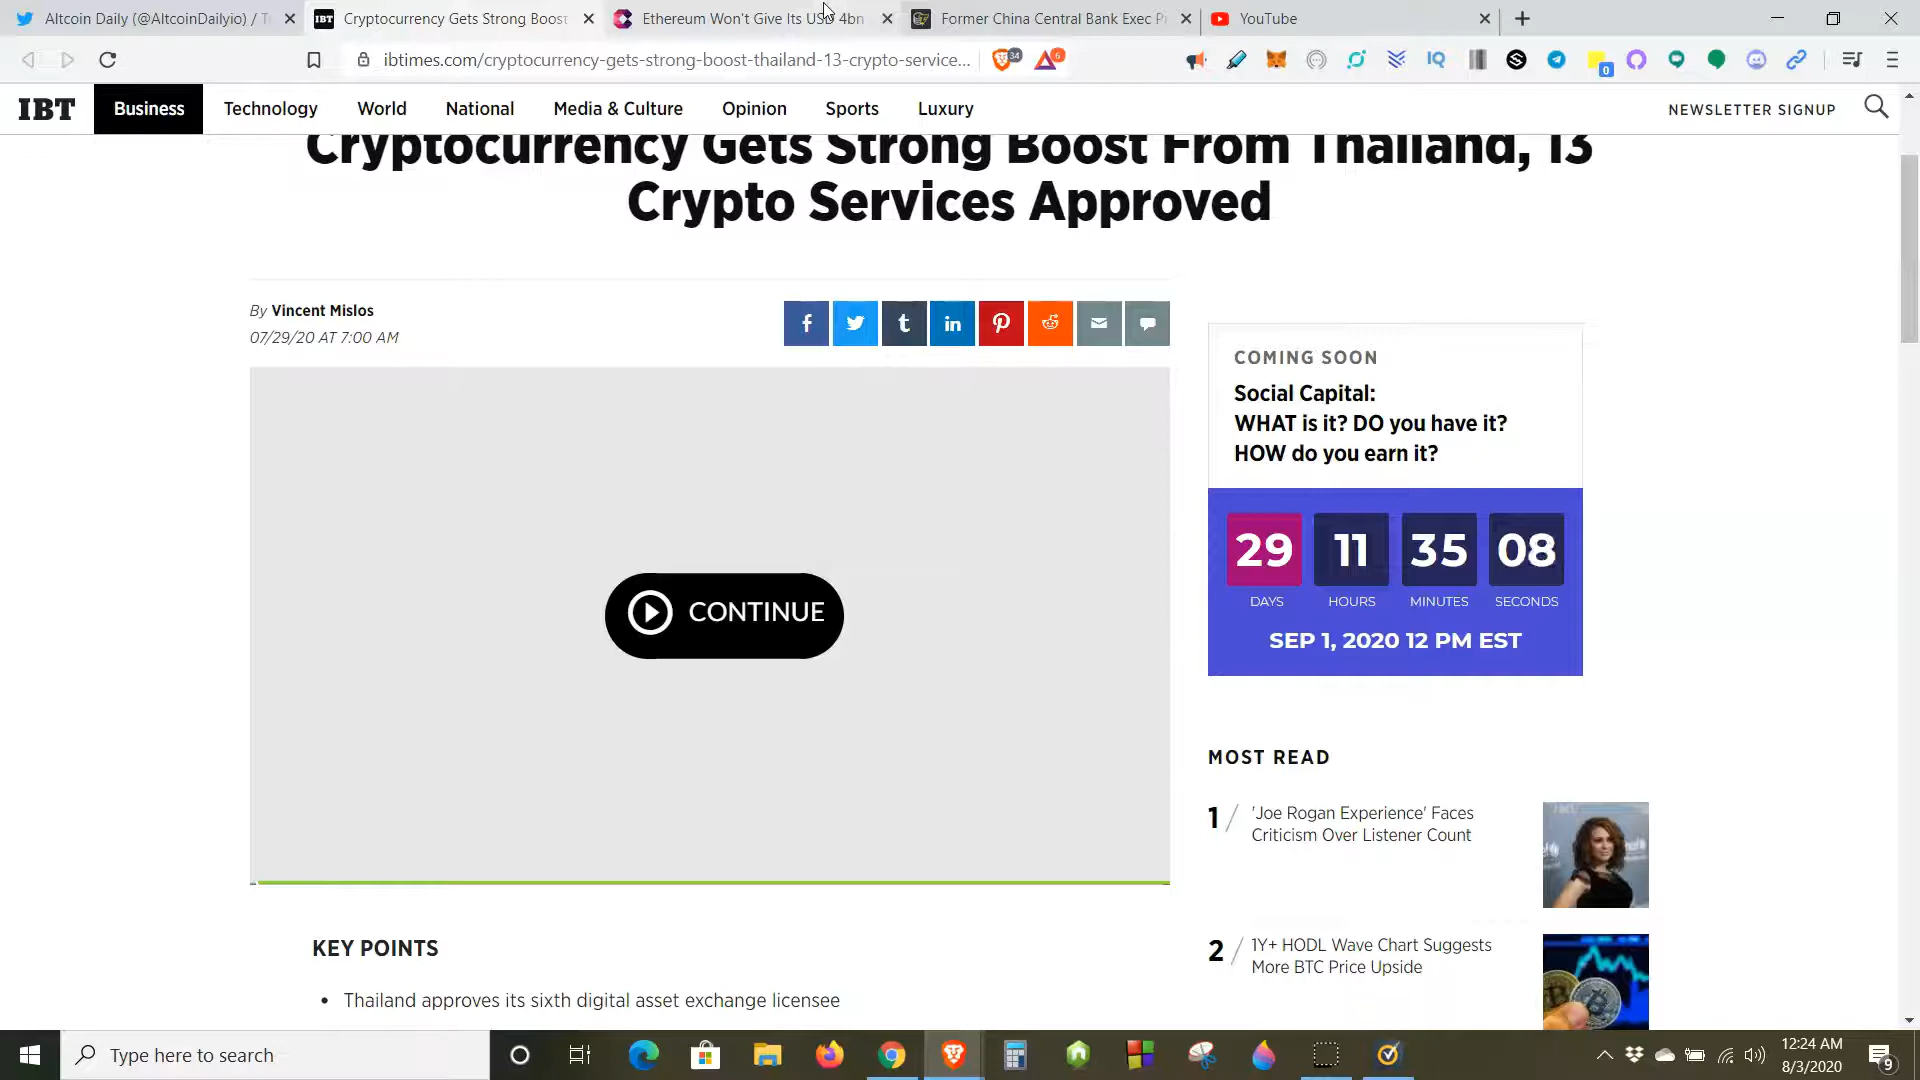 Altcoin Daily (@AltcoinDailyio) / T
Cryptocurrency Gets Strong Boost
Ethereum Won't Give Its US$ 4bn
Former China Central Bank Exec P
YouTube
ibtimes.com/cryptocurrency-gets-strong-boost-thailand-13-crypto-service...
34
6
IQ
0
IBT
Business
Technology
World
National
Media & Culture
Opinion
Sports
Luxury
NEWSLETTER SIGNUP
Cryptocurrency Gets Strong Boost From Thailand, 13
Crypto Services Approved
By Vincent Mislos
07/29/20 AT 7:00 AM
CONTINUE
COMING SOON
Social Capital:
WHAT is it? DO you have it?
HOW do you earn it?
29 11 35 08
DAYS HOURS MINUTES SECONDS
SEP 1, 2020 12 PM EST
MOST READ
1 / 'Joe Rogan Experience' Faces
Criticism Over Listener Count
2 / 1Y+ HODL Wave Chart Suggests
More BTC Price Upside
KEY POINTS
• Thailand approves its sixth digital asset exchange licensee
Type here to search
12:24 AM
8/3/2020
9